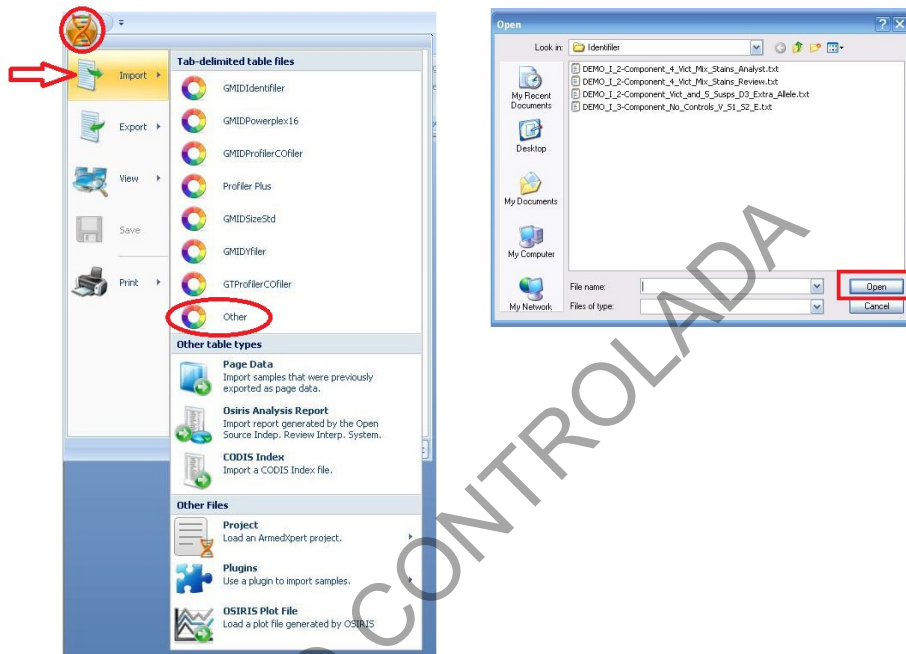 Import
Export
View
Save
Print
Tab-delimited table files
GMIDIdentifiler
GMIDPowerplex16
GMIDProfilerCOfiler
Profiler Plus
GMIDSizeStd
GMIDYfiler
GTProfilerCOfiler
Other
Other table types
Page Data
Import samples that were previously
exported as page data.
Osiris Analysis Report
Import report generated by the Open
Source Indep. Review Interp. System.
CODIS Index
Import a CODIS Index file.
Other Files
Project
Load an ArmedXpert project.
Plugins
Use a plugin to import samples.
OSIRIS Plot File
Load a plot file generated by OSIRIS
Open
Look in: Identifiler
DEMO_I_2-Component_4_Vict_Mix_Stains_Analyst.txt
DEMO_I_2-Component_4_Vict_Mix_Stains_Review.txt
DEMO_I_2-Component_Vict_and_5_Susps_D3_Extra_Allele.txt
DEMO_I_3-Component_No_Controls_V_S1_S2_E.txt
My Recent
Documents
Desktop
My Documents
My Computer
My Network
File name:
Open
Files of type:
Cancel
CONTROLADA